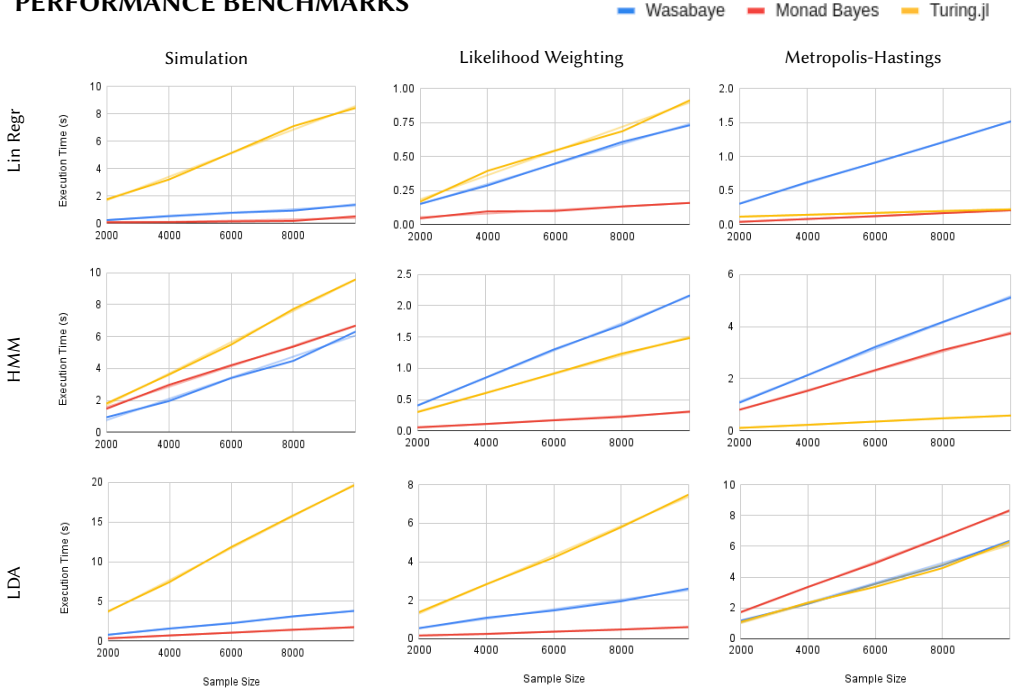 PERFORMANCE BENCHMARKS
Wasabaye Monad Bayes Turing.jl
Simulation Likelihood Weighting Metropolis-Hastings
Lin Regr
Execution Time (s)
10
8
6
4
2
0
2000 4000 6000 8000
1.00
0.75
0.50
0.25
0.00
2000 4000 6000 8000
2.0
1.5
1.0
0.5
0.0
2000 4000 6000 8000
HMM
Execution Time (s)
10
8
6
4
2
0
2000 4000 6000 8000
2.5
2.0
1.5
1.0
0.5
0.0
2000 4000 6000 8000
6
4
2
0
2000 4000 6000 8000
LDA
Execution Time (s)
20
15
10
5
0
2000 4000 6000 8000
Sample Size
8
6
4
2
0
2000 4000 6000 8000
Sample Size
10
8
6
4
2
0
2000 4000 6000 8000
Sample Size